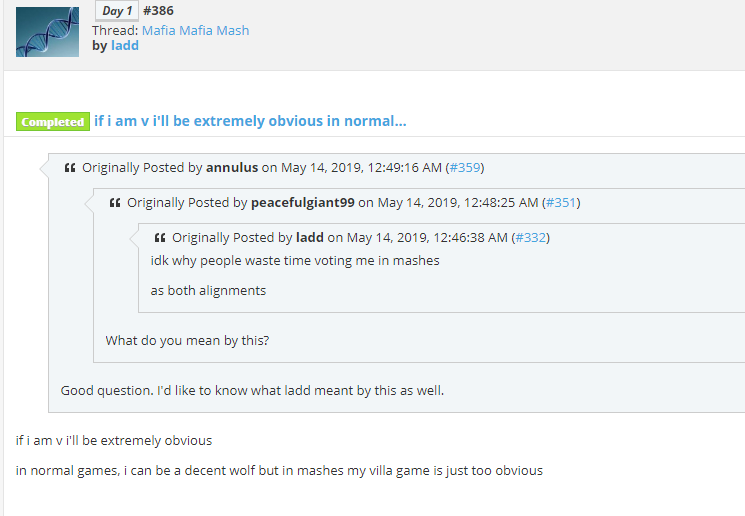 Day 1 #386
Thread: Mafia Mafia Mash
by ladd
Completed if i am v i'll be extremely obvious in normal...
Originally Posted by annulus on May 14, 2019, 12:49:16 AM (#359)
Originally Posted by peacefulgiant99 on May 14, 2019, 12:48:25 AM (#351)
Originally Posted by ladd on May 14, 2019, 12:46:38 AM (#332)
idk why people waste time voting me in mashes
as both alignments
What do you mean by this?
Good question. I'd like to know what ladd meant by this as well.
if i am v i'll be extremely obvious
in normal games, i can be a decent wolf but in mashes my villa game is just too obvious